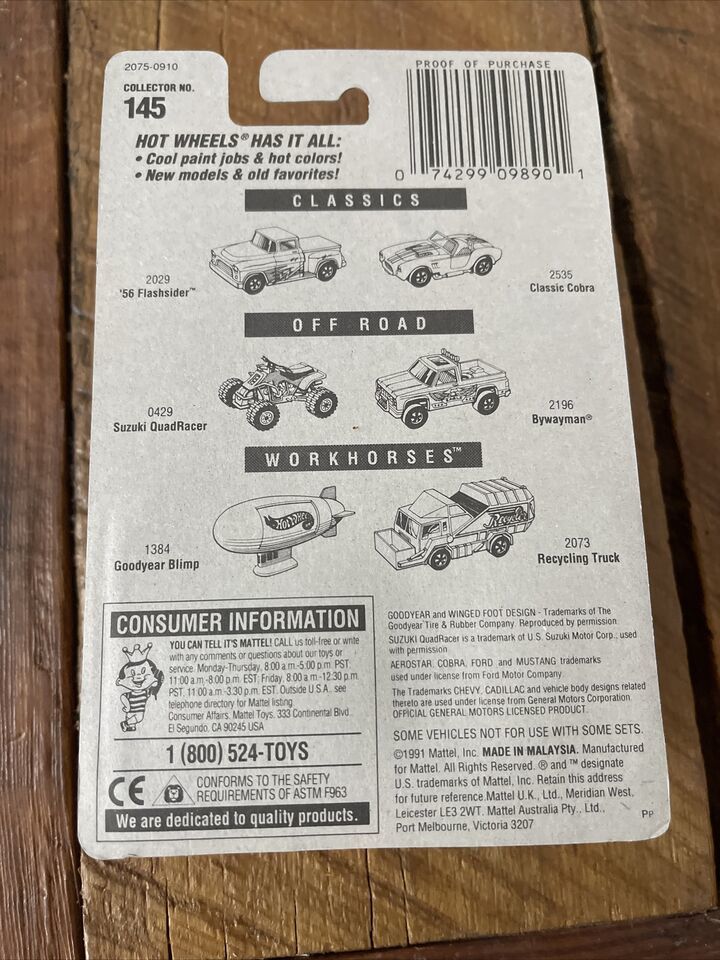 2075-0910
COLLECTOR NO.
145
PROOF OF PURCHASE
0 74299 09890 1
HOT WHEELS® HAS IT ALL:
• Cool paint jobs & hot colors!
• New models & old favorites!
CLASSICS
2029
'56 Flashsider™
2535
Classic Cobra
OFF ROAD
0429
Suzuki QuadRacer
2196
Bywayman®
WORKHORSES™
Hot Wheels
Recycler
1384
Goodyear Blimp
2073
Recycling Truck
CONSUMER INFORMATION
YOU CAN TELL IT'S MATTEL! CALL us toll-free or write
with any comments or questions about our toys or
service. Monday-Thursday, 8:00 a.m.-5:00 p.m. PST,
11:00 a.m.-8:00 p.m. EST; Friday, 8:00 a.m.-12:30 p.m.
PST, 11:00 a.m.-3:30 p.m. EST. Outside U.S.A., see
telephone directory for Mattel listing.
Consumer Affairs, Mattel Toys, 333 Continental Blvd.
El Segundo, CA 90245 USA
1 (800) 524-TOYS
CE
CONFORMS TO THE SAFETY
REQUIREMENTS OF ASTM F963
We are dedicated to quality products.
GOODYEAR and WINGED FOOT DESIGN - Trademarks of The
Goodyear Tire & Rubber Company. Reproduced by permission.
SUZUKI QuadRacer is a trademark of U.S. Suzuki Motor Corp.; used
with permission
AEROSTAR, COBRA, FORD and MUSTANG trademarks
used under license from Ford Motor Company.
The Trademarks CHEVY, CADILLAC and vehicle body designs related
thereto are used under license from General Motors Corporation.
OFFICIAL GENERAL MOTORS LICENSED PRODUCT.
SOME VEHICLES NOT FOR USE WITH SOME SETS.
©1991 Mattel, Inc. MADE IN MALAYSIA. Manufactured
for Mattel. All Rights Reserved. ® and ™ designate
U.S. trademarks of Mattel, Inc. Retain this address
for future reference.Mattel U.K., Ltd., Meridian West,
Leicester LE3 2WT. Mattel Australia Pty., Ltd.,
Port Melbourne, Victoria 3207
PP